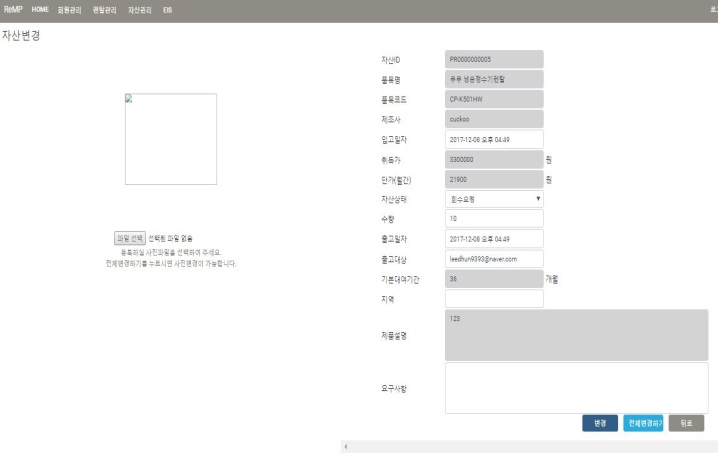 ReMP HOME 회원관리 렌탈관리 자산관리 EIS
자산변경
자산ID PR0000000005
품목명 쿠쿠 냉온정수기렌탈
품목코드 CP-K501HW
제조사 cuckoo
입고일자 2017-12-08 오후 04:49
취득가 3300000 원
단가(월간) 21900 원
자산상태 회수요청
수량 10
파일 선택 선택된 파일 없음
출고일자 2017-12-08 오후 04:49
등록하실 사진파일을 선택하여 주세요.
출고대상 leedhun9393@naver.com
전체변경하기를 누르시면 사진변경이 가능합니다.
기본대여기간 36 개월
지역
제품설명 123
요구사항
변경 전체변경하기 뒤로